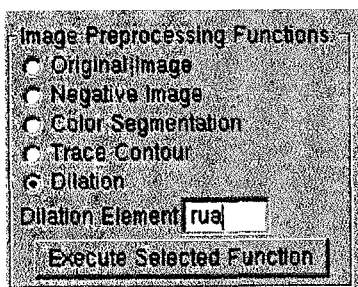 Image Preprocessing Functions
Original Image
Negative Image
Color Segmentation
Trace Contour
Dilation
Dilation Element rua
Execute Selected Function